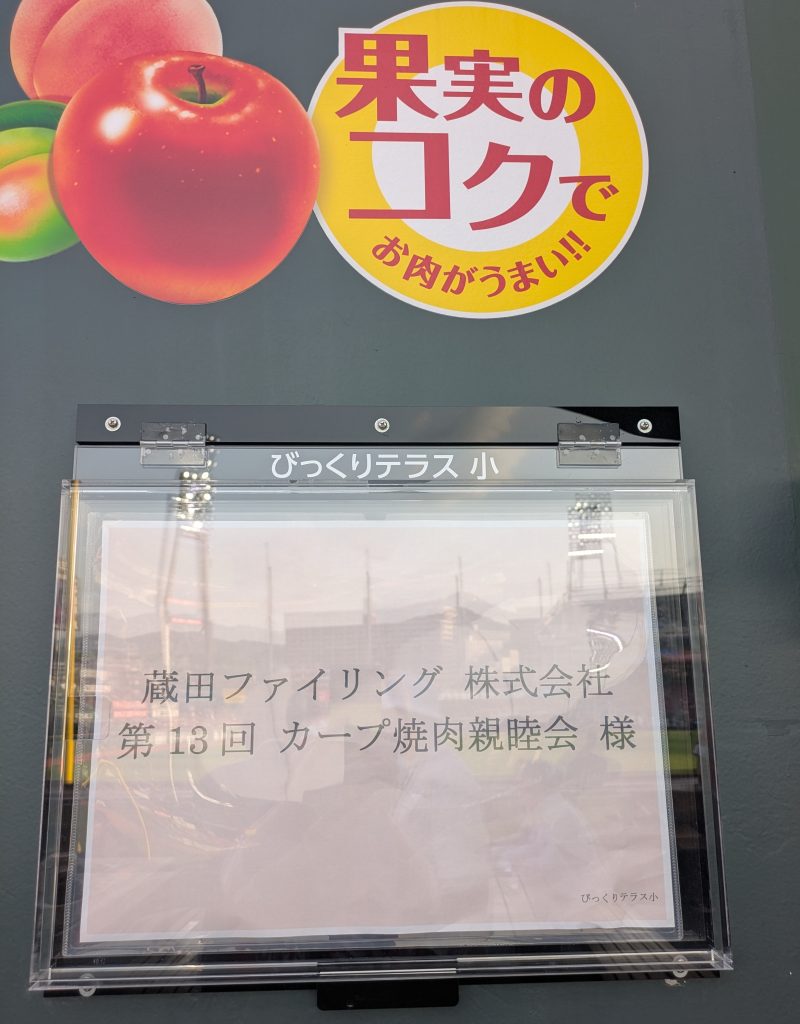 果実の
コクで
お肉がうまい!!
びっくりテラス 小
蔵田ファイリング 株式会社
第13回 カープ焼肉親睦会 様
びっくりテラス小